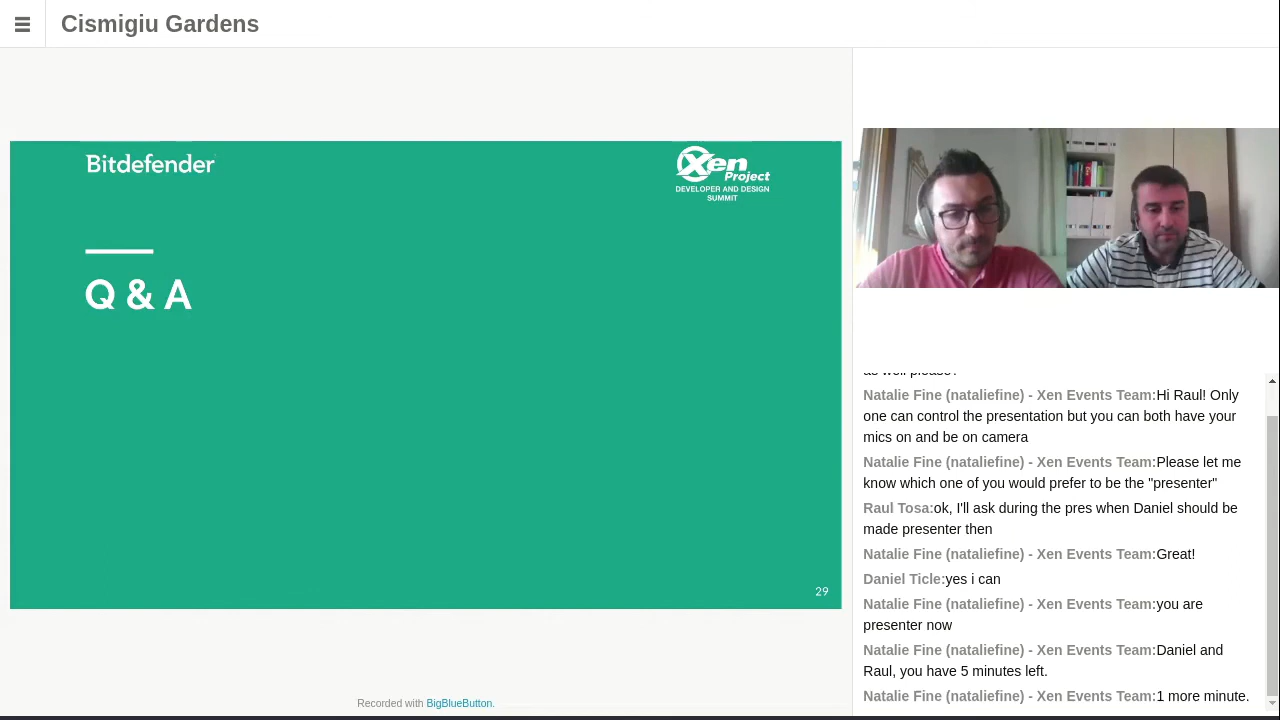 Cismigiu Gardens
Bitdefender
Xen
Project
DEVELOPER AND DESIGN
SUMMIT
Q & A
29
Recorded with BigBlueButton.
as well please?
Natalie Fine (nataliefine) - Xen Events Team:Hi Raul! Only
one can control the presentation but you can both have your
mics on and be on camera
Natalie Fine (nataliefine) - Xen Events Team:Please let me
know which one of you would prefer to be the "presenter"
Raul Tosa:ok, I'll ask during the pres when Daniel should be
made presenter then
Natalie Fine (nataliefine) - Xen Events Team:Great!
Daniel Ticle:yes i can
Natalie Fine (nataliefine) - Xen Events Team:you are
presenter now
Natalie Fine (nataliefine) - Xen Events Team:Daniel and
Raul, you have 5 minutes left.
Natalie Fine (nataliefine) - Xen Events Team:1 more minute.